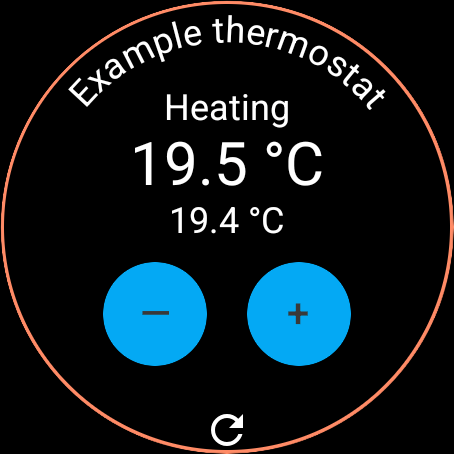 Example thermostat
Heating
19.5 °C
19.4 °C
− +